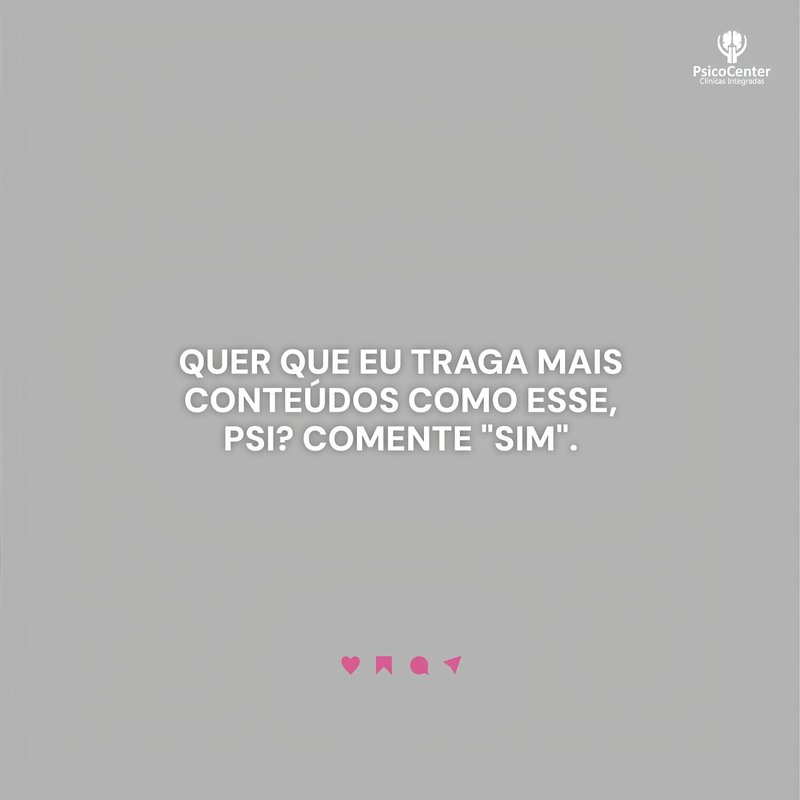 PsicoCenter
Clínicas Integradas
QUER QUE EU TRAGA MAIS
CONTEÚDOS COMO ESSE,
PSI? COMENTE "SIM".